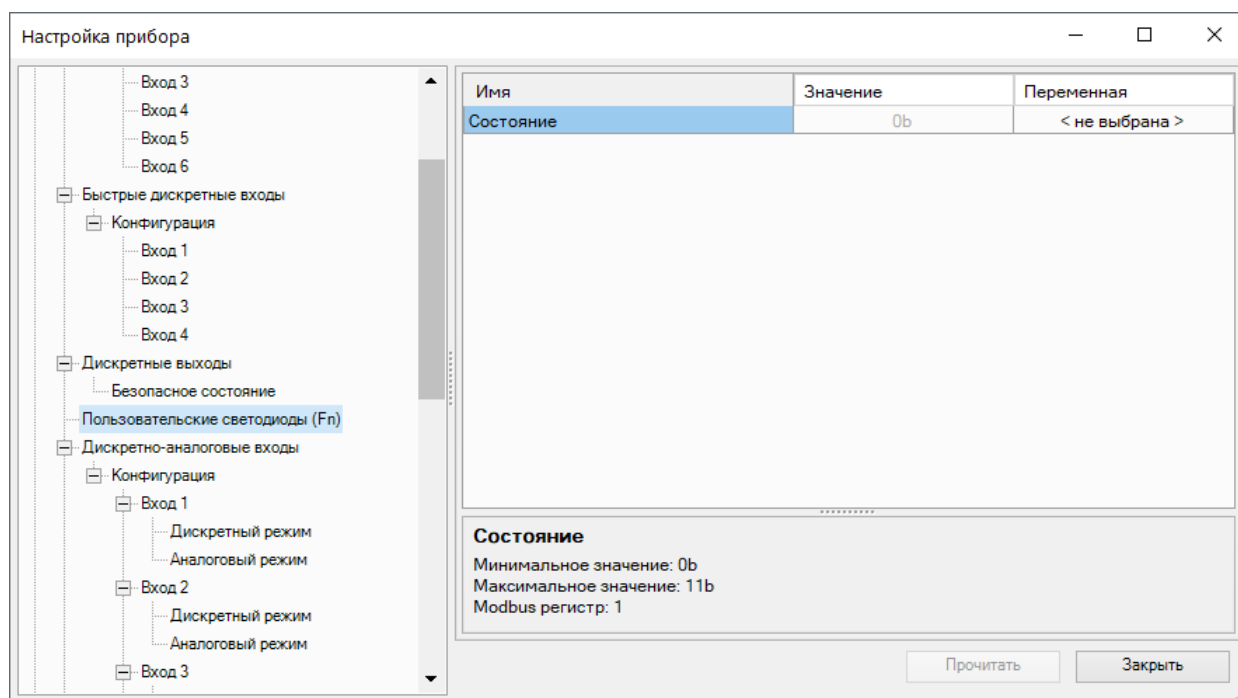 Настройка прибора
Вход 3
Вход 4
Вход 5
Вход 6
Быстрые дискретные входы
Конфигурация
Вход 1
Вход 2
Вход 3
Вход 4
Дискретные выходы
Безопасное состояние
Пользовательские светодиоды (Fn)
Дискретно-аналоговые входы
Конфигурация
Вход 1
Дискретный режим
Аналоговый режим
Вход 2
Дискретный режим
Аналоговый режим
Вход 3
Имя Значение Переменная
Состояние 0b < не выбрана >
Состояние
Минимальное значение: 0b
Максимальное значение: 11b
Modbus регистр: 1
Прочитать Закрыть